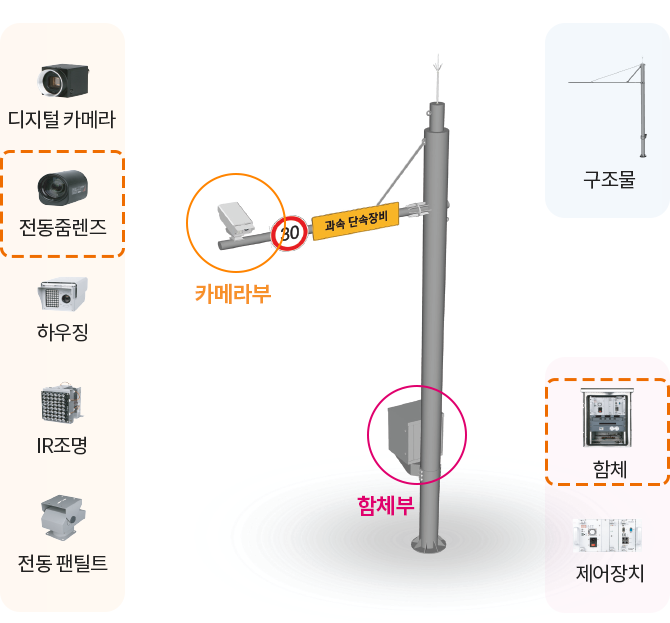 디지털 카메라
전동줌렌즈
하우징
IR조명
전동 팬틸트
30
과속 단속장비
카메라부
함체부
구조물
함체
제어장치